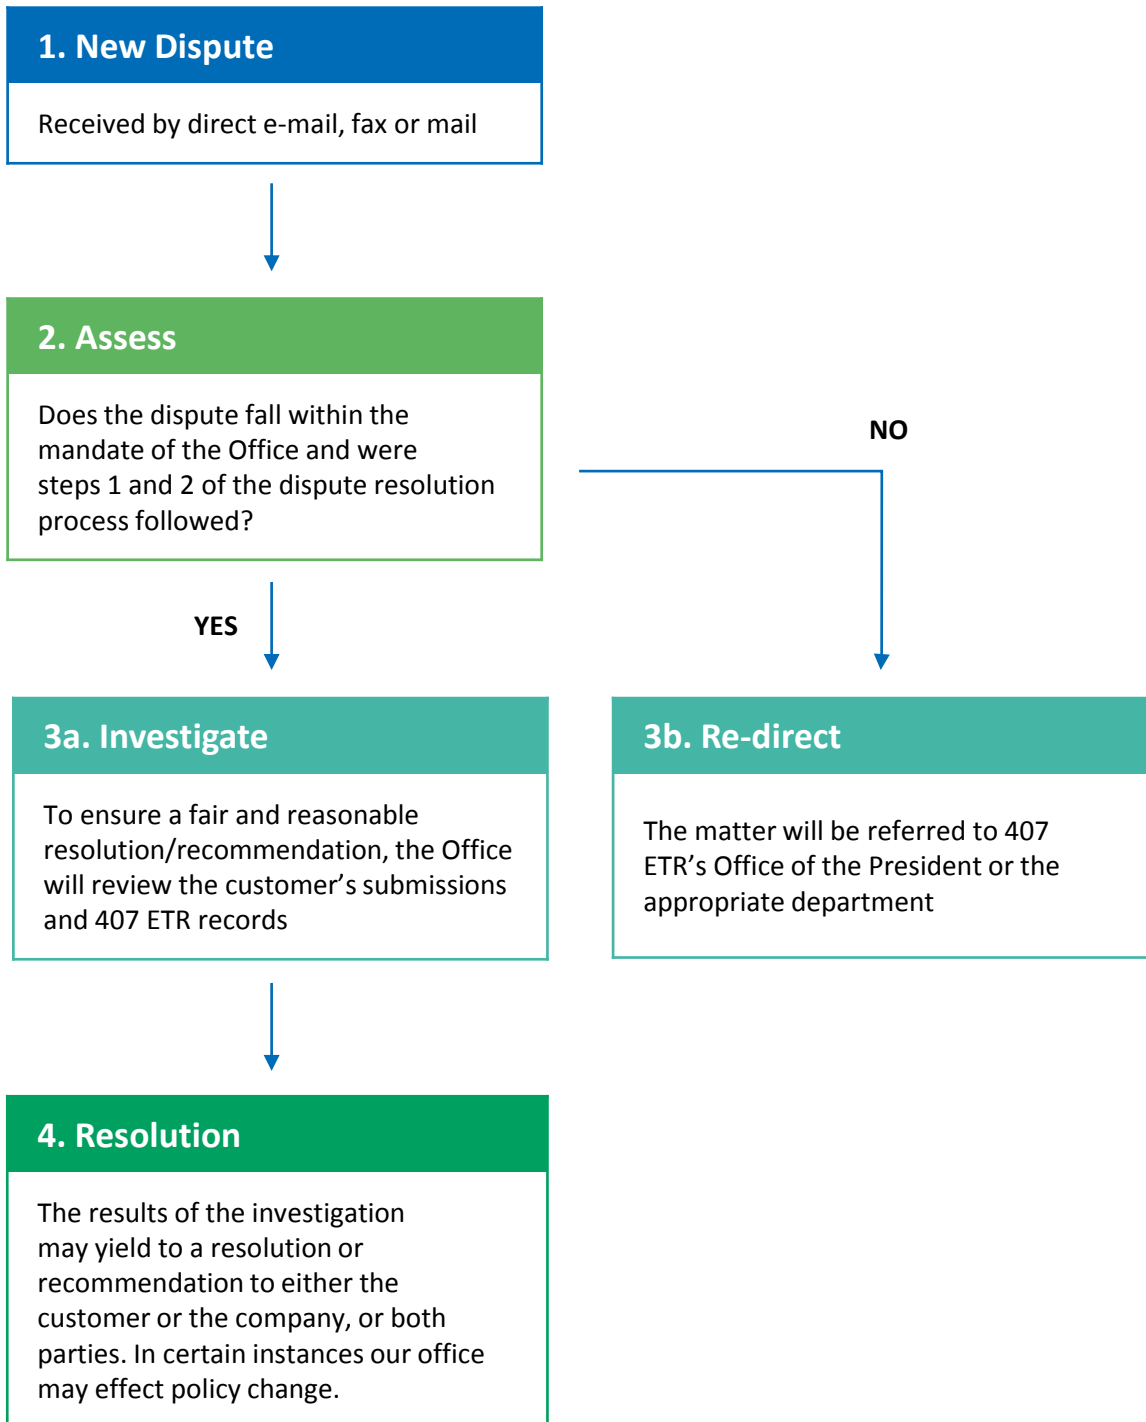 1. New Dispute
Received by direct e-mail, fax or mail
2. Assess
Does the dispute fall within the
mandate of the Office and were
steps 1 and 2 of the dispute resolution
process followed?
NO
YES
3a. Investigate
To ensure a fair and reasonable
resolution/recommendation, the Office
will review the customer’s submissions
and 407 ETR records
3b. Re-direct
The matter will be referred to 407
ETR’s Office of the President or the
appropriate department
4. Resolution
The results of the investigation
may yield to a resolution or
recommendation to either the
customer or the company, or both
parties. In certain instances our office
may effect policy change.